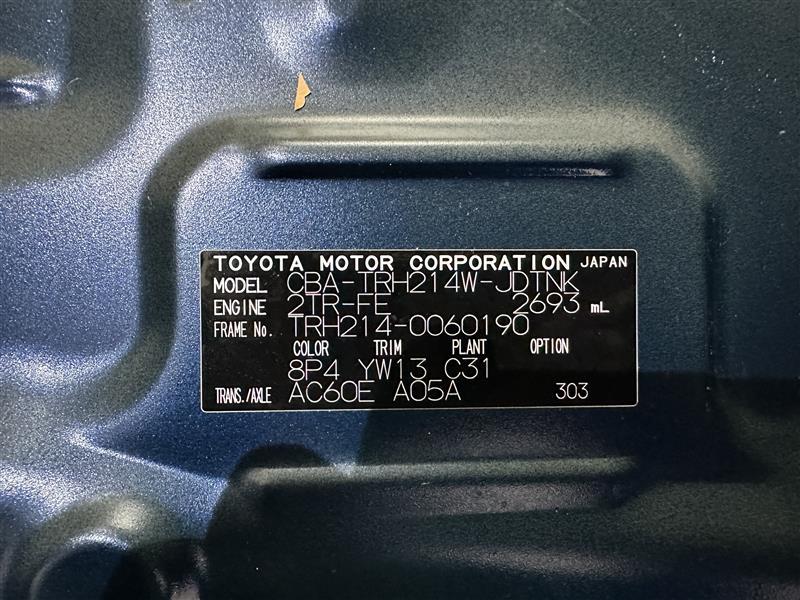 TOYOTA MOTOR CORPORATION JAPAN
MODEL CBA-TRH214W-JDTNK
ENGINE 2TR-FE 2693 mL
FRAME No. TRH214-0060190
COLOR TRIM PLANT OPTION
8P4 YW13 C31
TRANS./AXLE AC60E A05A 303